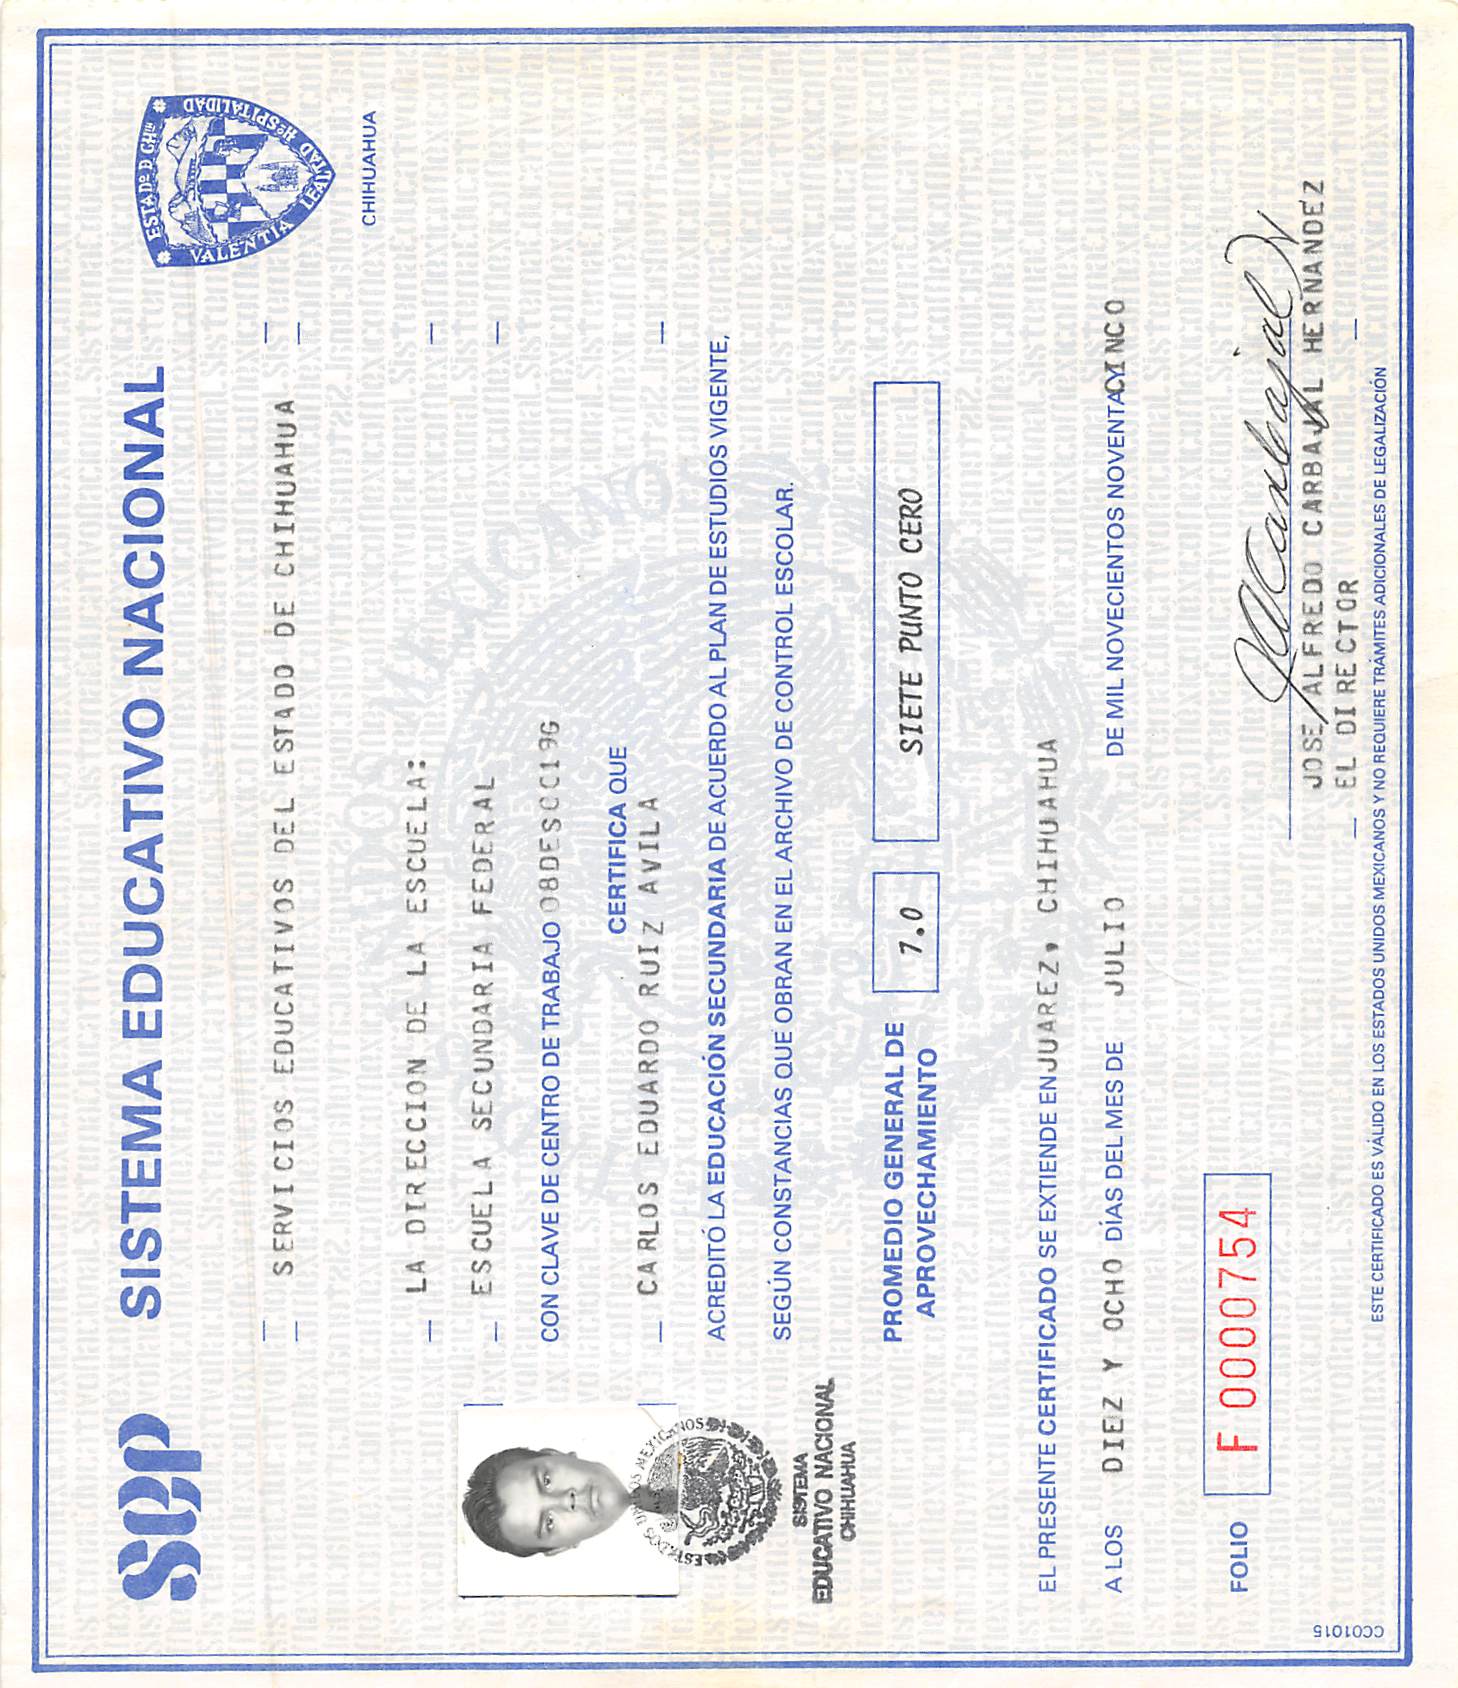 SEP
SISTEMA EDUCATIVO NACIONAL
ESTADº D CHIH
VALENTIA LEALTAD HºSPITALIDAD
CHIHUAHUA
SERVICIOS EDUCATIVOS DEL ESTADO DE CHIHUAHUA
LA DIRECCION DE LA ESCUELA:
ESCUELA SECUNDARIA FEDERAL
CON CLAVE DE CENTRO DE TRABAJO 08DESCC19G
CERTIFICA QUE
CARLOS EDUARDO RUIZ AVILA
ACREDITÓ LA EDUCACIÓN SECUNDARIA DE ACUERDO AL PLAN DE ESTUDIOS VIGENTE,
SEGÚN CONSTANCIAS QUE OBRAN EN EL ARCHIVO DE CONTROL ESCOLAR.
ESTADOS UNIDOS MEXICANOS
SISTEMA
EDUCATIVO NACIONAL
CHIHUAHUA
PROMEDIO GENERAL DE
APROVECHAMIENTO
7.0
SIETE PUNTO CERO
EL PRESENTE CERTIFICADO SE EXTIENDE EN JUAREZ, CHIHUAHUA
A LOS DIEZ Y OCHO DÍAS DEL MES DE JULIO DE MIL NOVECIENTOS NOVENTA Y CINCO
FOLIO
F 0000754
JOSE ALFREDO CARBAJAL HERNANDEZ
EL DIRECTOR
ESTE CERTIFICADO ES VÁLIDO EN LOS ESTADOS UNIDOS MEXICANOS Y NO REQUIERE TRÁMITES ADICIONALES DE LEGALIZACIÓN
CC01015